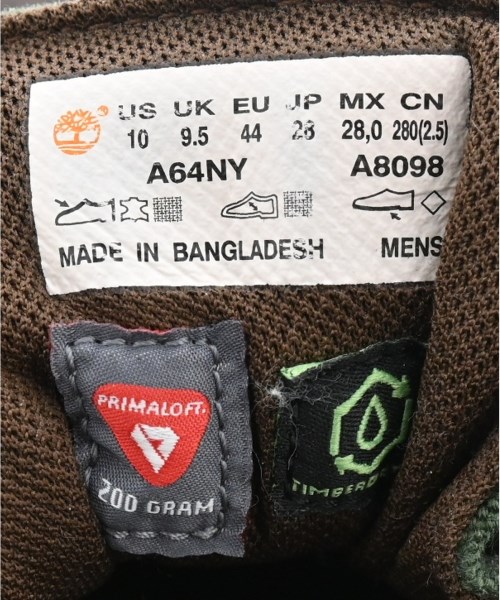 US UK EU JP MX CN
10 9.5 44 28 28,0 280(2.5)
A64NY A8098
MADE IN BANGLADESH MENS
PRIMALOFT.
200 GRAM